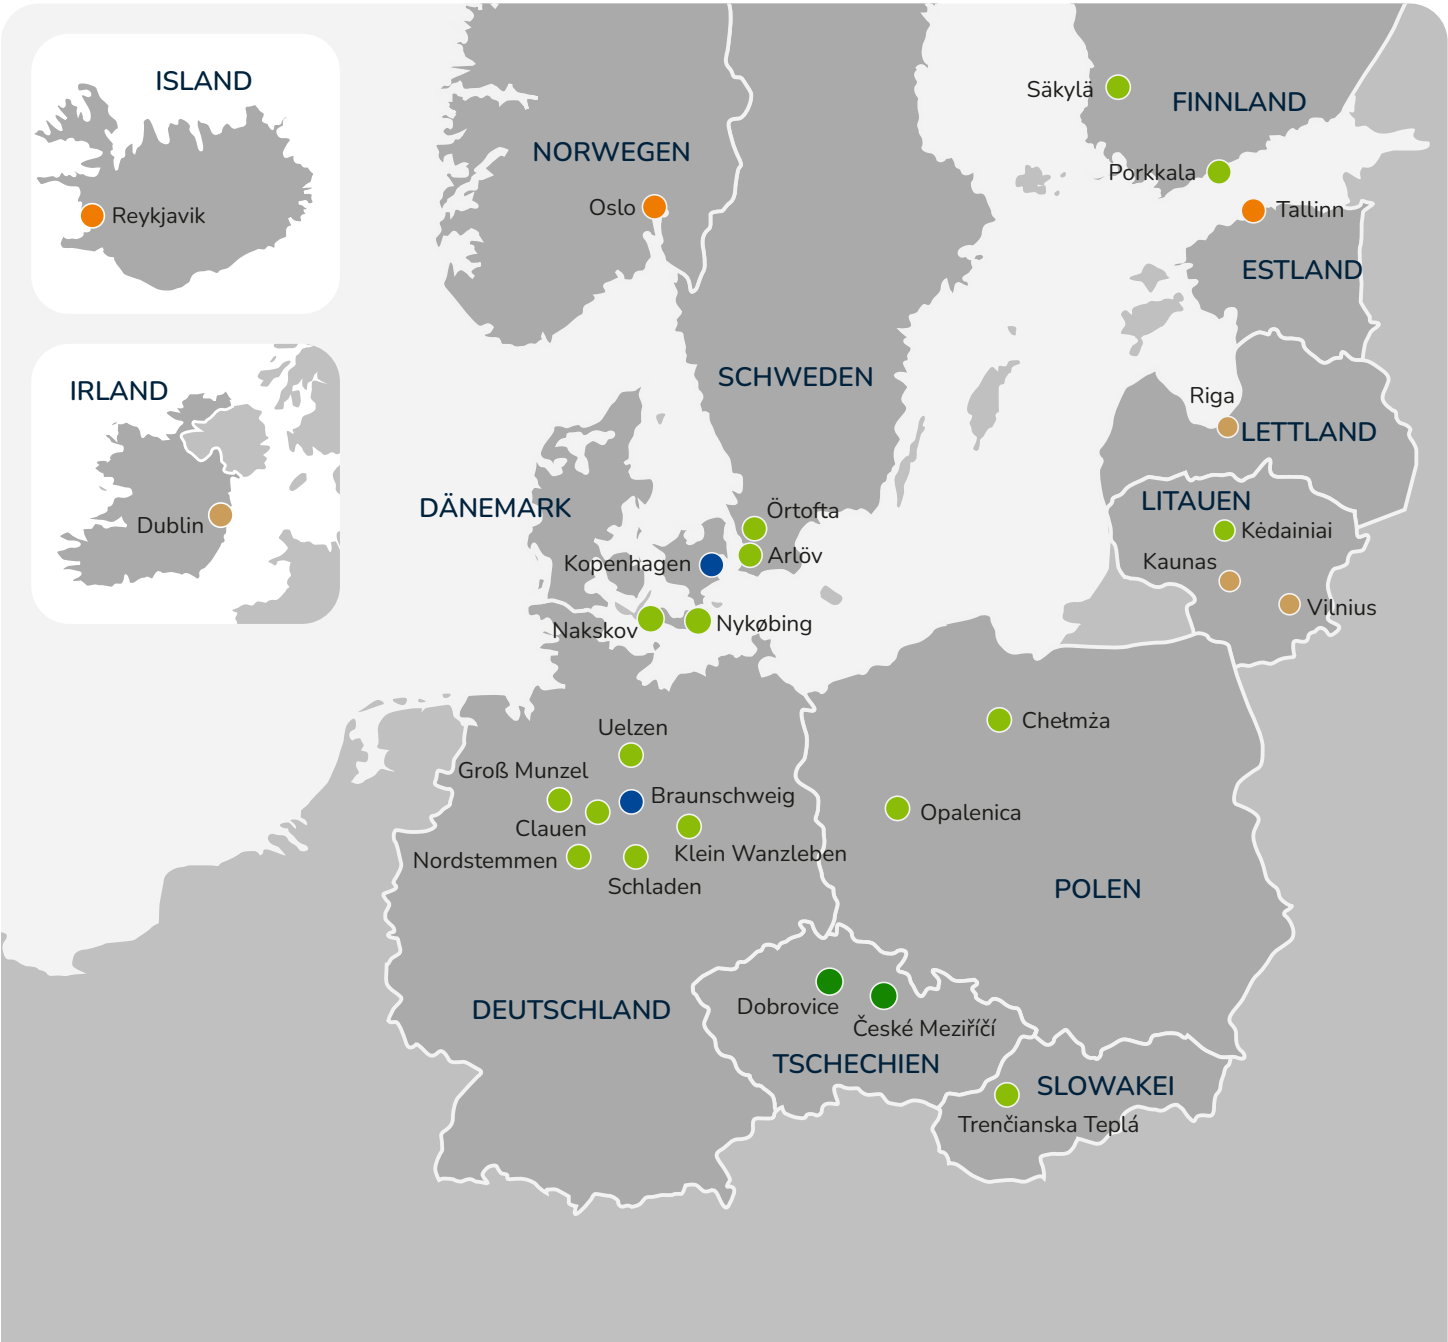 ISLAND
Reykjavik
IRLAND
Dublin
NORWEGEN
Oslo
Säkylä
FINNLAND
Porkkala
Tallinn
ESTLAND
SCHWEDEN
Riga
LETTLAND
DÄNEMARK
LITAUEN
Örtofta
Kėdainiai
Kopenhagen
Arlöv
Kaunas
Vilnius
Nakskov
Nykøbing
Chełmża
Uelzen
Groß Munzel
Braunschweig
Opalenica
Clauen
Klein Wanzleben
Nordstemmen
Schladen
POLEN
DEUTSCHLAND
Dobrovice
České Meziříčí
TSCHECHIEN
SLOWAKEI
Trenčianska Teplá